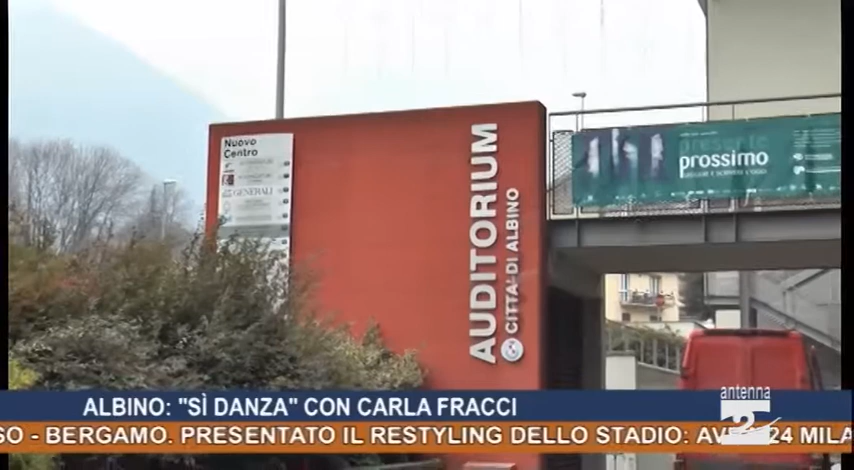 Nuovo
Centro
GENERALI
AUDITORIUM
CITTA' DI ALBINO
prossimo
ALBINO: "SÌ DANZA" CON CARLA FRACCI
antenna
2
SO - BERGAMO. PRESENTATO IL RESTYLING DELLO STADIO: AV 24 MILA